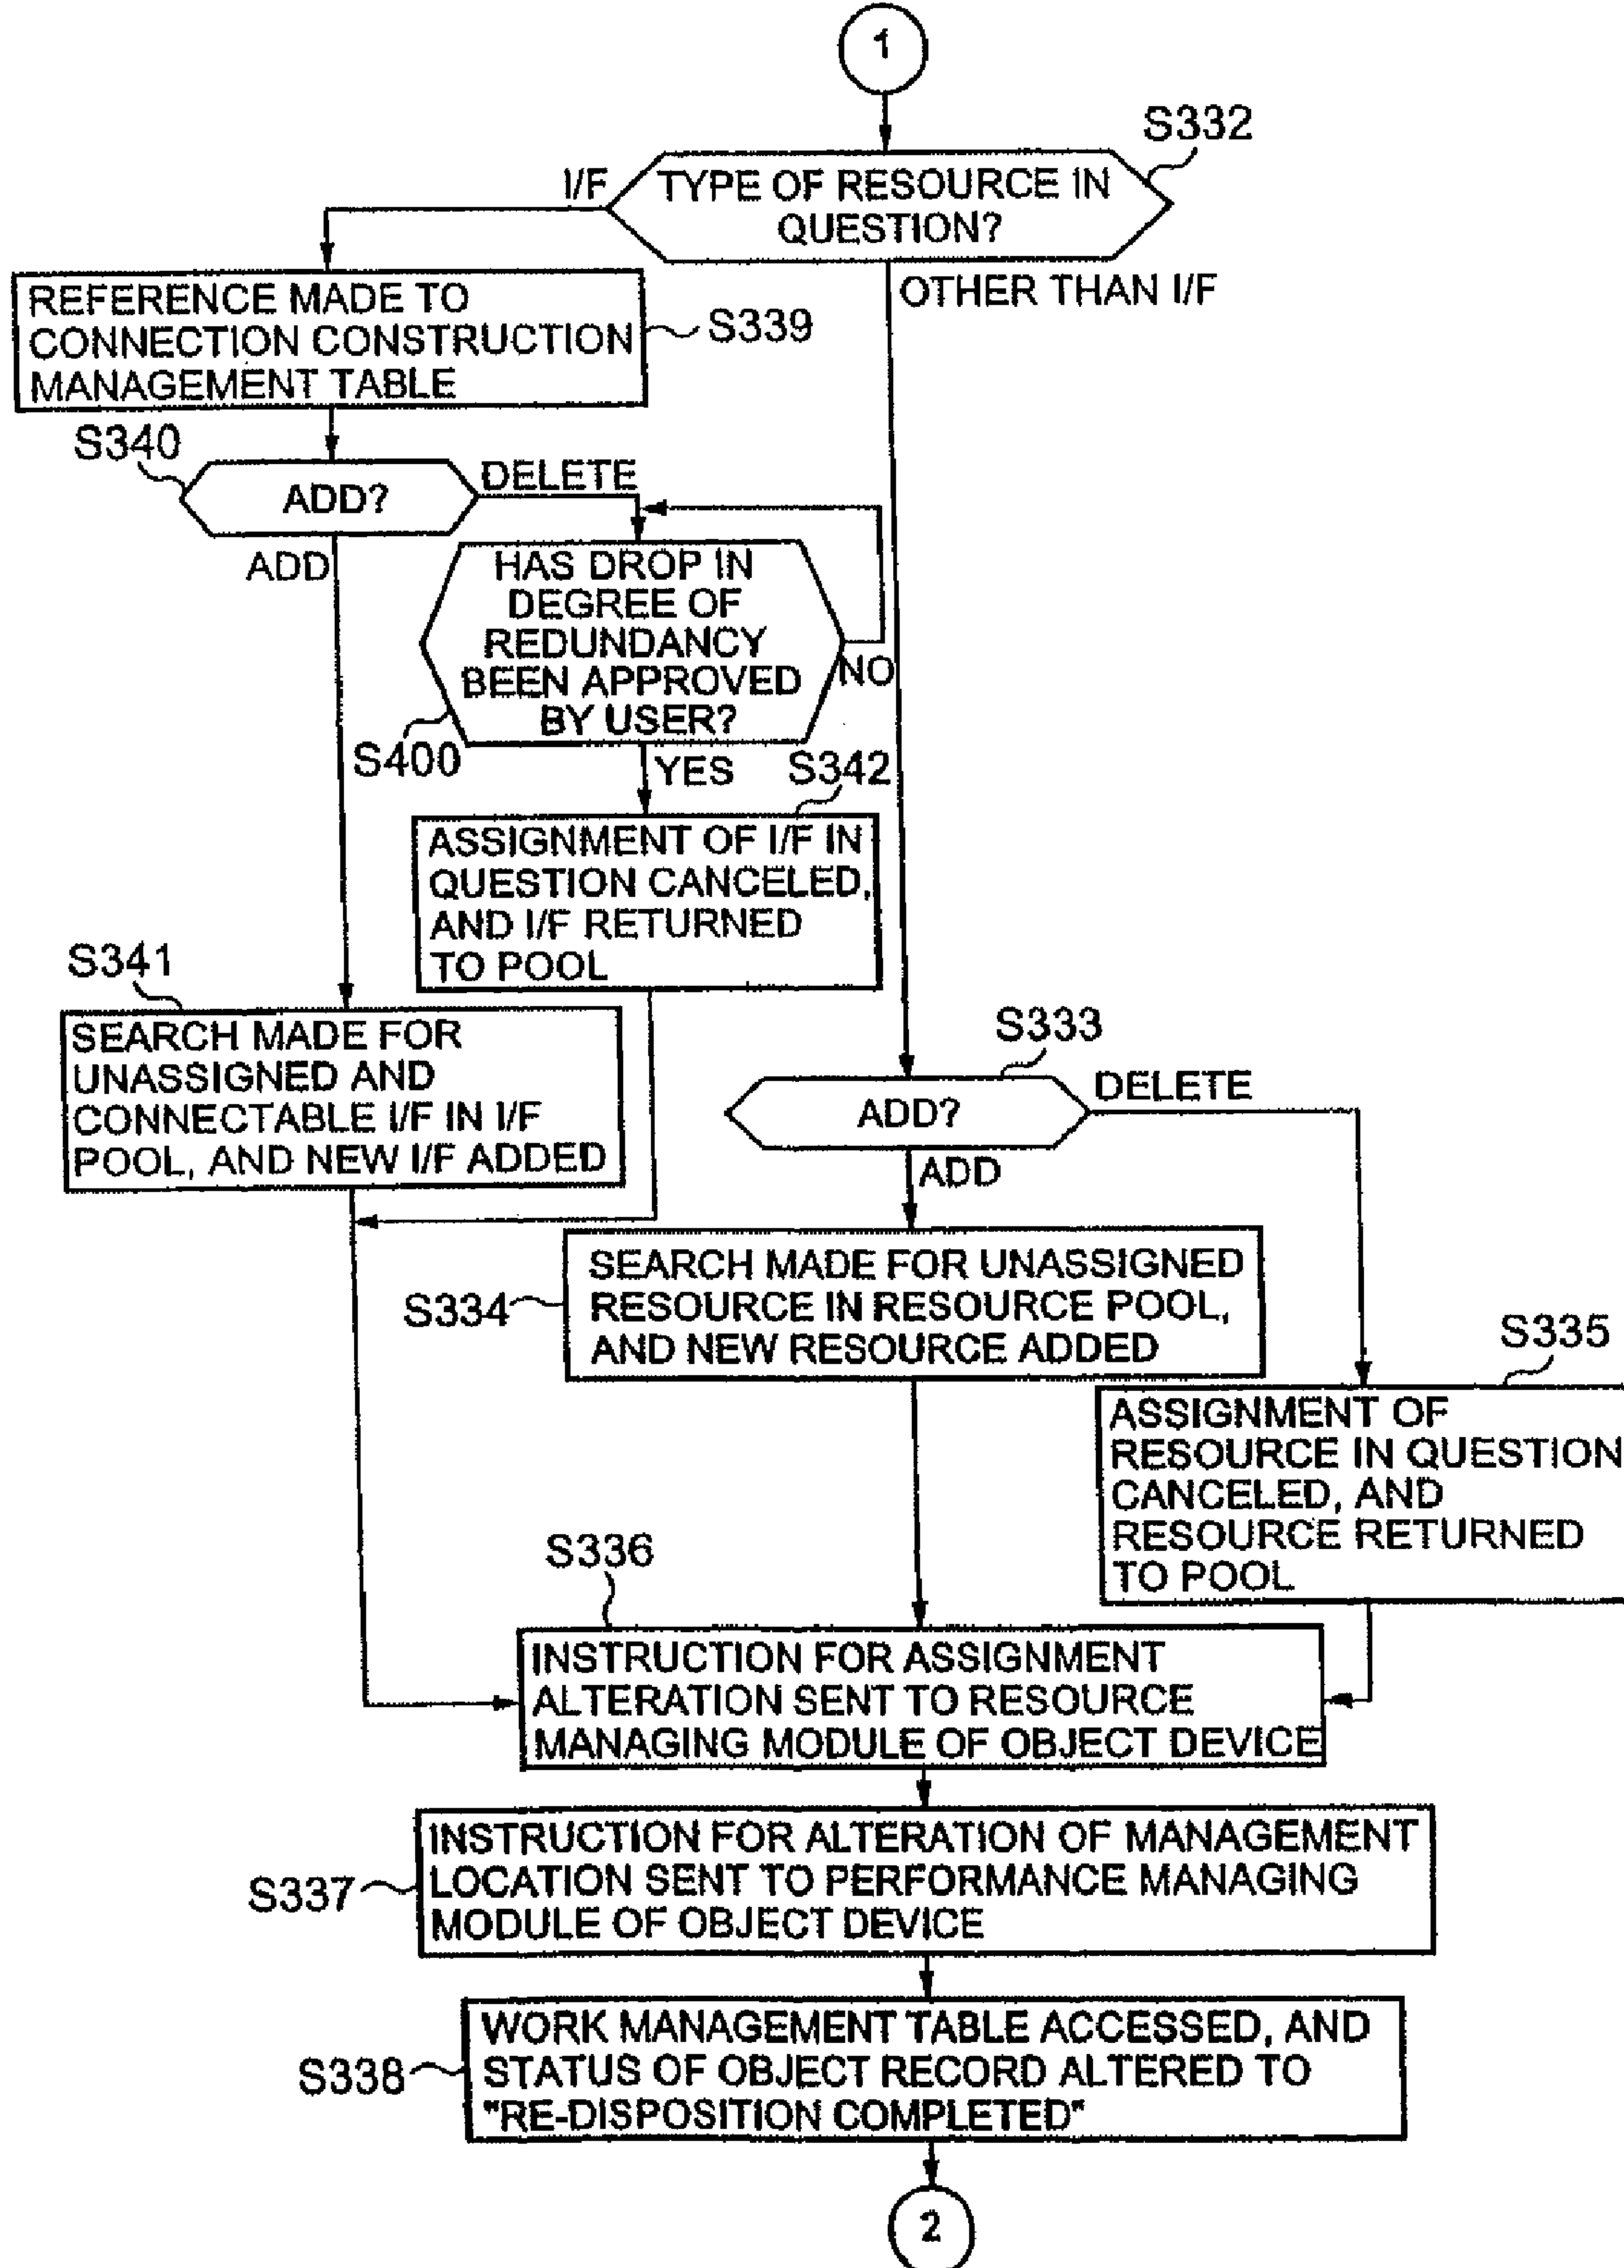 1
S332
I/F
TYPE OF RESOURCE IN
QUESTION?
OTHER THAN I/F
REFERENCE MADE TO
CONNECTION CONSTRUCTION
MANAGEMENT TABLE
S339
S340
ADD?
DELETE
ADD
HAS DROP IN
DEGREE OF
REDUNDANCY
BEEN APPROVED
BY USER?
NO
S400
YES
S342
ASSIGNMENT OF I/F IN
QUESTION CANCELED,
AND I/F RETURNED
TO POOL
S341
SEARCH MADE FOR
UNASSIGNED AND
CONNECTABLE I/F IN I/F
POOL, AND NEW I/F ADDED
S333
ADD?
DELETE
ADD
S334
SEARCH MADE FOR UNASSIGNED
RESOURCE IN RESOURCE POOL,
AND NEW RESOURCE ADDED
S335
ASSIGNMENT OF
RESOURCE IN QUESTION
CANCELED, AND
RESOURCE RETURNED
TO POOL
S336
INSTRUCTION FOR ASSIGNMENT
ALTERATION SENT TO RESOURCE
MANAGING MODULE OF OBJECT DEVICE
S337
INSTRUCTION FOR ALTERATION OF MANAGEMENT
LOCATION SENT TO PERFORMANCE MANAGING
MODULE OF OBJECT DEVICE
S338
WORK MANAGEMENT TABLE ACCESSED, AND
STATUS OF OBJECT RECORD ALTERED TO
"RE-DISPOSITION COMPLETED"
2